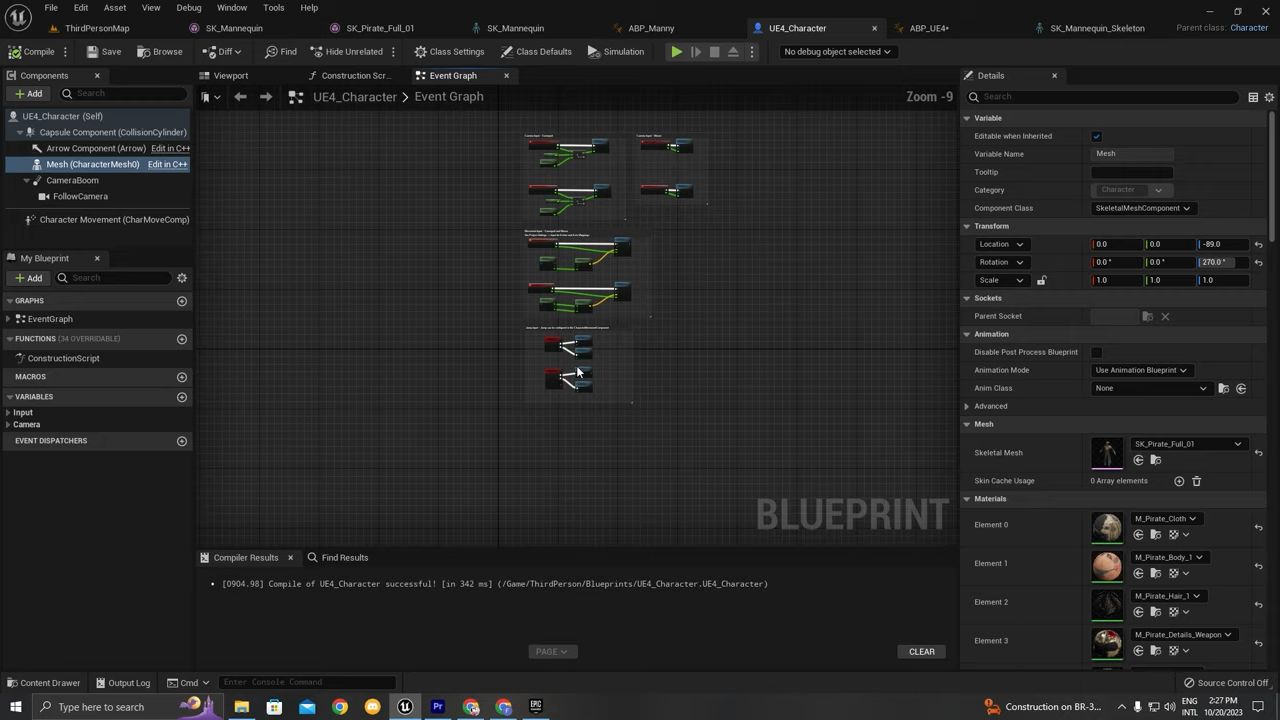 File Edit Asset View Debug Window Tools Help
ThirdPersonMap SK_Mannequin SK_Pirate_Full_01 SK_Mannequin ABP_Manny UE4_Character ABP_UE4* SK_Mannequin_Skeleton Parent class: Character
Compile Save Browse Diff Find Hide Unrelated Class Settings Class Defaults Simulation No debug object selected
Components
Add Search
UE4_Character (Self)
Capsule Component (CollisionCylinder)
Arrow Component (Arrow) Edit in C++
Mesh (CharacterMesh0) Edit in C++
CameraBoom
FollowCamera
Character Movement (CharMoveComp)
My Blueprint
Add Search
GRAPHS
EventGraph
FUNCTIONS (34 OVERRIDABLE)
ConstructionScript
MACROS
VARIABLES
Input
Camera
EVENT DISPATCHERS
Viewport Construction Scr... Event Graph
UE4_Character > Event Graph Zoom -9
BLUEPRINT
Compiler Results Find Results
[0904.98] Compile of UE4_Character successful! [in 342 ms] (/Game/ThirdPerson/Blueprints/UE4_Character.UE4_Character)
PAGE CLEAR
Details
Search
Variable
Editable when Inherited
Variable Name Mesh
Tooltip
Category Character
Component Class SkeletalMeshComponent
Transform
Location 0.0 0.0 -89.0
Rotation 0.0 ° 0.0 ° 270.0 °
Scale 1.0 1.0 1.0
Sockets
Parent Socket
Animation
Disable Post Process Blueprint
Animation Mode Use Animation Blueprint
Anim Class None
Advanced
Mesh
Skeletal Mesh SK_Pirate_Full_01
Skin Cache Usage 0 Array elements
Materials
Element 0 M_Pirate_Cloth
Element 1 M_Pirate_Body_1
Element 2 M_Pirate_Hair_1
Element 3 M_Pirate_Details_Weapon
Content Drawer Output Log Cmd Enter Console Command Source Control Off
Type here to search Construction on BR-3... ENG INTL 2:27 PM 10/20/2023